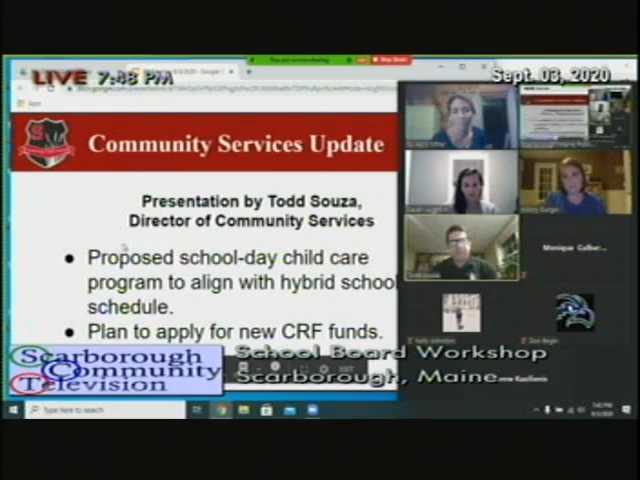 LIVE 7:48 PM
Sept. 03, 2020
Community Services Update
Presentation by Todd Souza,
Director of Community Services
● Proposed school-day child care
program to align with hybrid school
schedule.
● Plan to apply for new CRF funds.
Monique Culber...
Scarborough
Community
Television
School Board Workshop
Scarborough, Maine
Type here to search